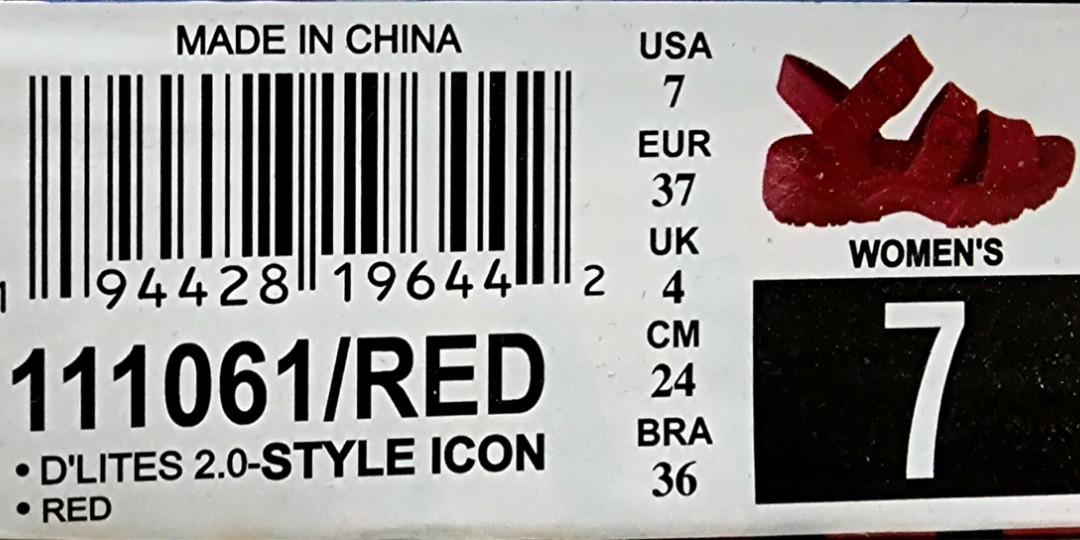 MADE IN CHINA
1 94428 19644 2
111061/RED
• D'LITES 2.0-STYLE ICON
• RED
USA
7
EUR
37
UK
4
CM
24
BRA
36
WOMEN'S
7